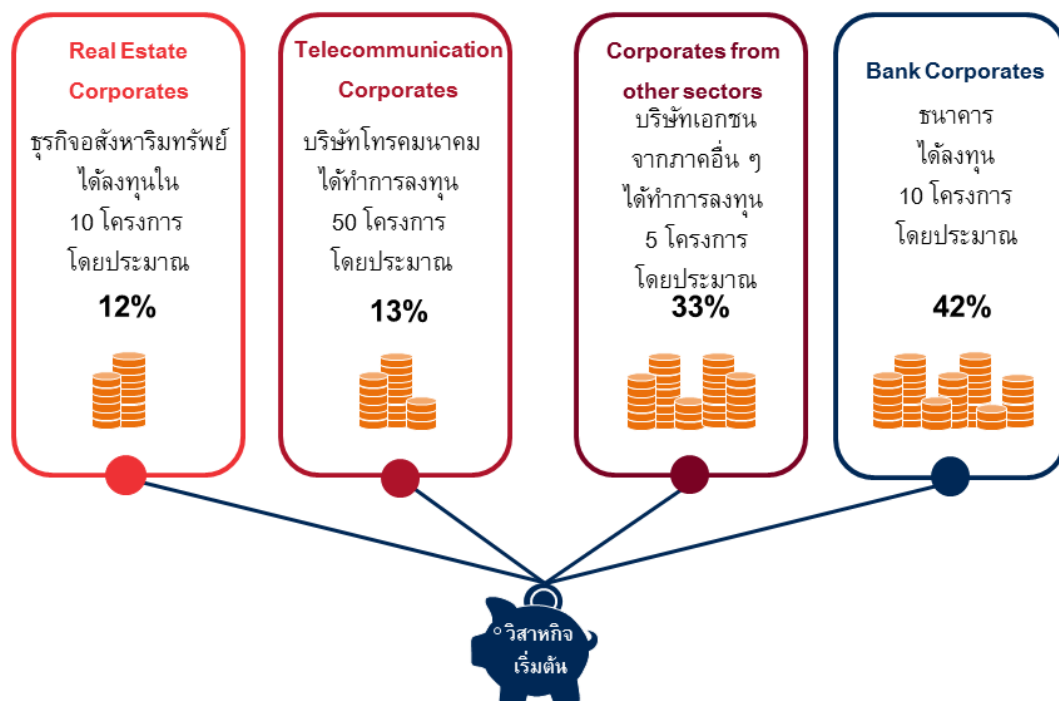 Real Estate
Corporates
ธุรกิจอสังหาริมทรัพย์
ได้ลงทุนใน
10 โครงการ
โดยประมาณ
12%
Telecommunication
Corporates
บริษัทโทรคมนาคม
ได้ทำการลงทุน
50 โครงการ
โดยประมาณ
13%
Corporates from
other sectors
บริษัทเอกชน
จากภาคอื่น ๆ
ได้ทำการลงทุน
5 โครงการ
โดยประมาณ
33%
Bank Corporates
ธนาคาร
ได้ลงทุน
10 โครงการ
โดยประมาณ
42%
วิสาหกิจ
เริ่มต้น